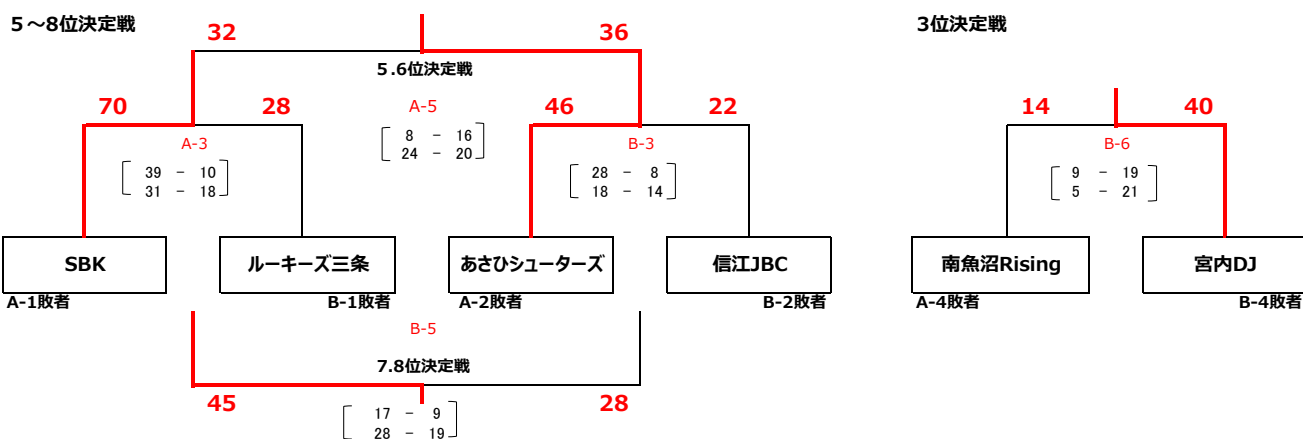 5～8位決定戦
3位決定戦
32
36
5.6位決定戦
70
28
A-5
46
22
14
40
8 － 16
24 － 20
A-3
B-3
B-6
39 － 10
31 － 18
28 － 8
18 － 14
9 － 19
5 － 21
SBK
ルーキーズ三条
あさひシューターズ
信江JBC
南魚沼Rising
宮内DJ
A-1敗者
B-1敗者
A-2敗者
B-2敗者
A-4敗者
B-4敗者
B-5
7.8位決定戦
45
28
17 － 9
28 － 19